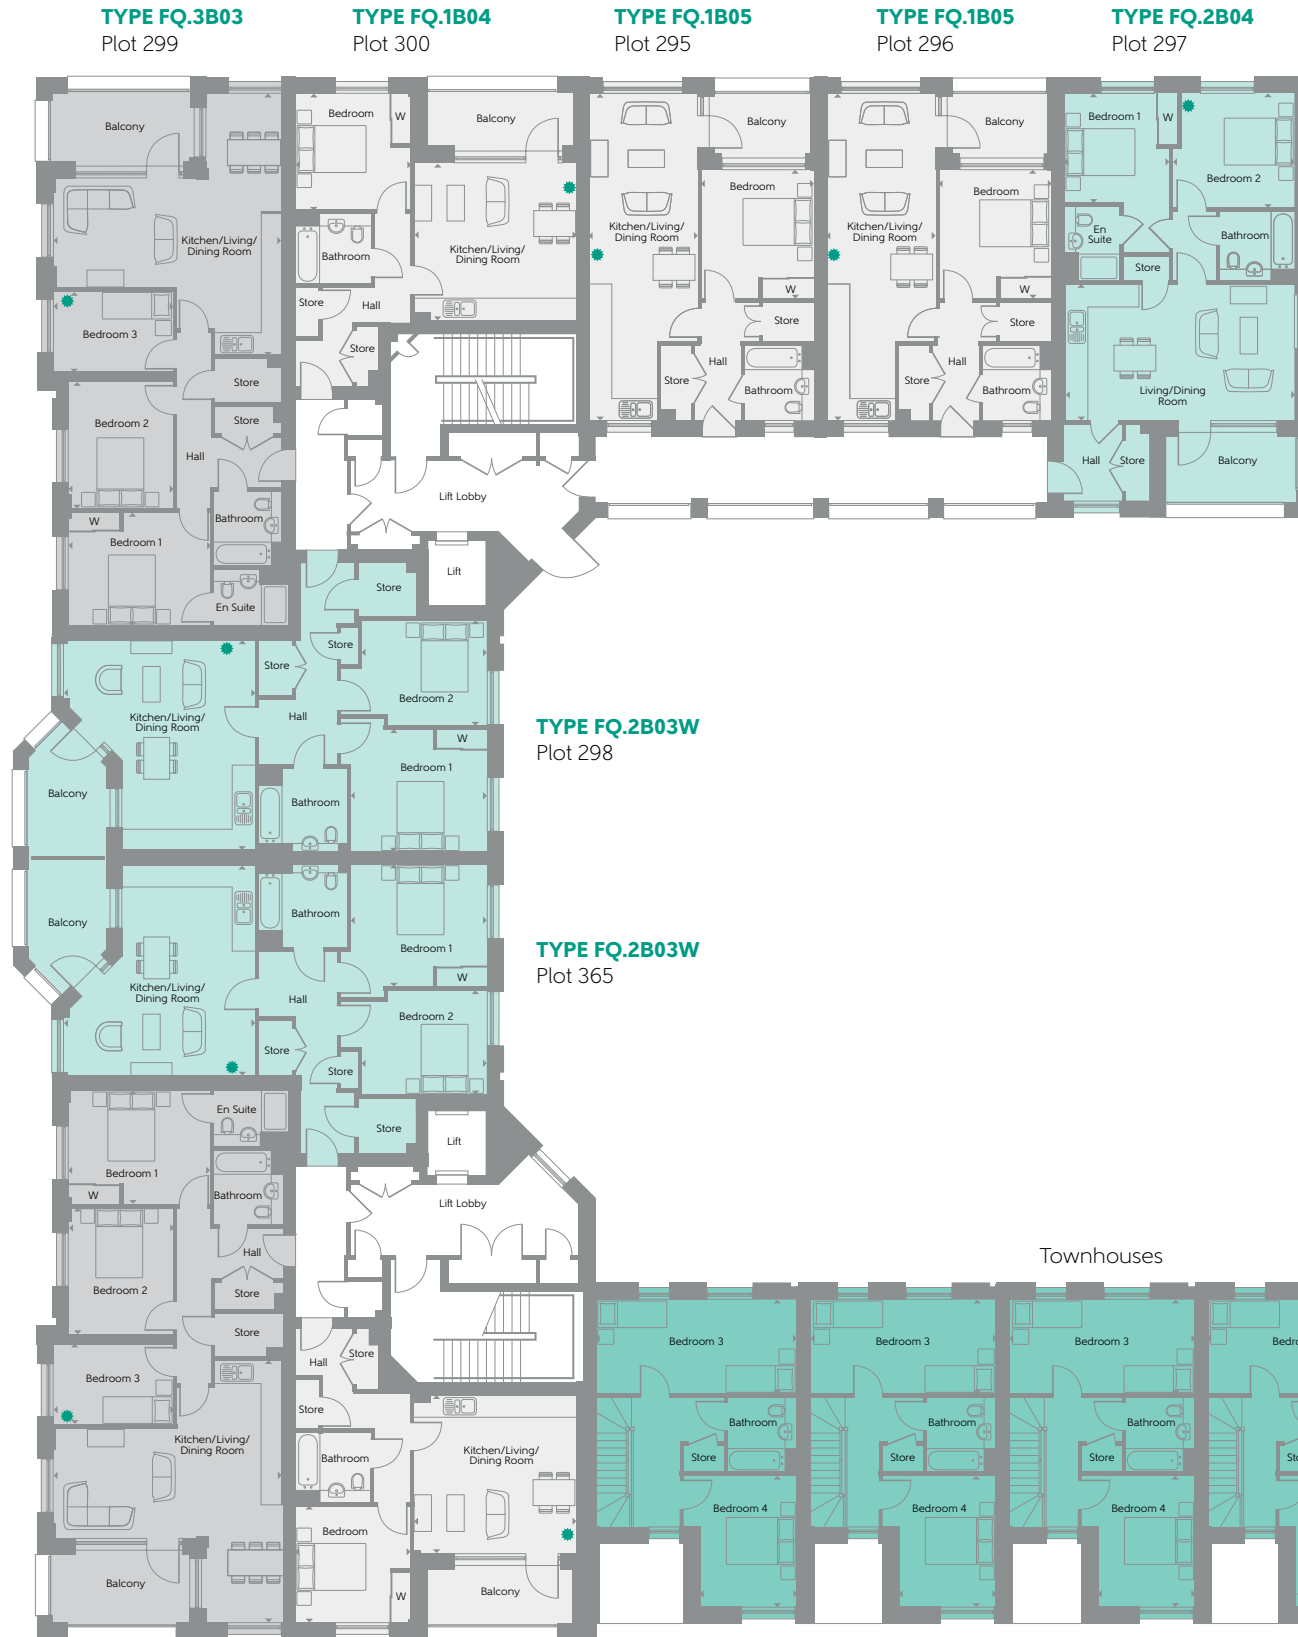 TYPE FQ.3B03
Plot 299
TYPE FQ.1B04
Plot 300
TYPE FQ.1B05
Plot 295
TYPE FQ.1B05
Plot 296
TYPE FQ.2B04
Plot 297
Balcony
Kitchen/Living/
Dining Room
Bedroom 3
Store
Bedroom 2
Store
Hall
Bathroom
W
Bedroom 1
En Suite
Bedroom
W
Balcony
Kitchen/Living/
Dining Room
Bathroom
Store
Hall
Store
Balcony
Bedroom
Kitchen/Living/
Dining Room
W
Store
Hall
Store
Bathroom
Balcony
Bedroom
Kitchen/Living/
Dining Room
W
Store
Hall
Store
Bathroom
Bedroom 1
W
Bedroom 2
En
Suite
Bathroom
Store
Living/Dining
Room
Hall
Store
Balcony
Lift Lobby
Lift
Store
Store
Store
Bedroom 2
Kitchen/Living/
Dining Room
Hall
W
Bedroom 1
Balcony
Bathroom
TYPE FQ.2B03W
Plot 298
Balcony
Bathroom
Bedroom 1
W
Kitchen/Living/
Dining Room
Hall
Bedroom 2
Store
Store
Store
TYPE FQ.2B03W
Plot 365
Lift
Lift Lobby
En Suite
Bedroom 1
W
Bathroom
Hall
Bedroom 2
Store
Store
Bedroom 3
Kitchen/Living/
Dining Room
Balcony
Hall
Store
Store
Bathroom
Kitchen/Living/
Dining Room
Bedroom
W
Balcony
Townhouses
Bedroom 3
Bathroom
Store
Bedroom 4
Bedroom 3
Bathroom
Store
Bedroom 4
Bedroom 3
Bathroom
Store
Bedroom 4